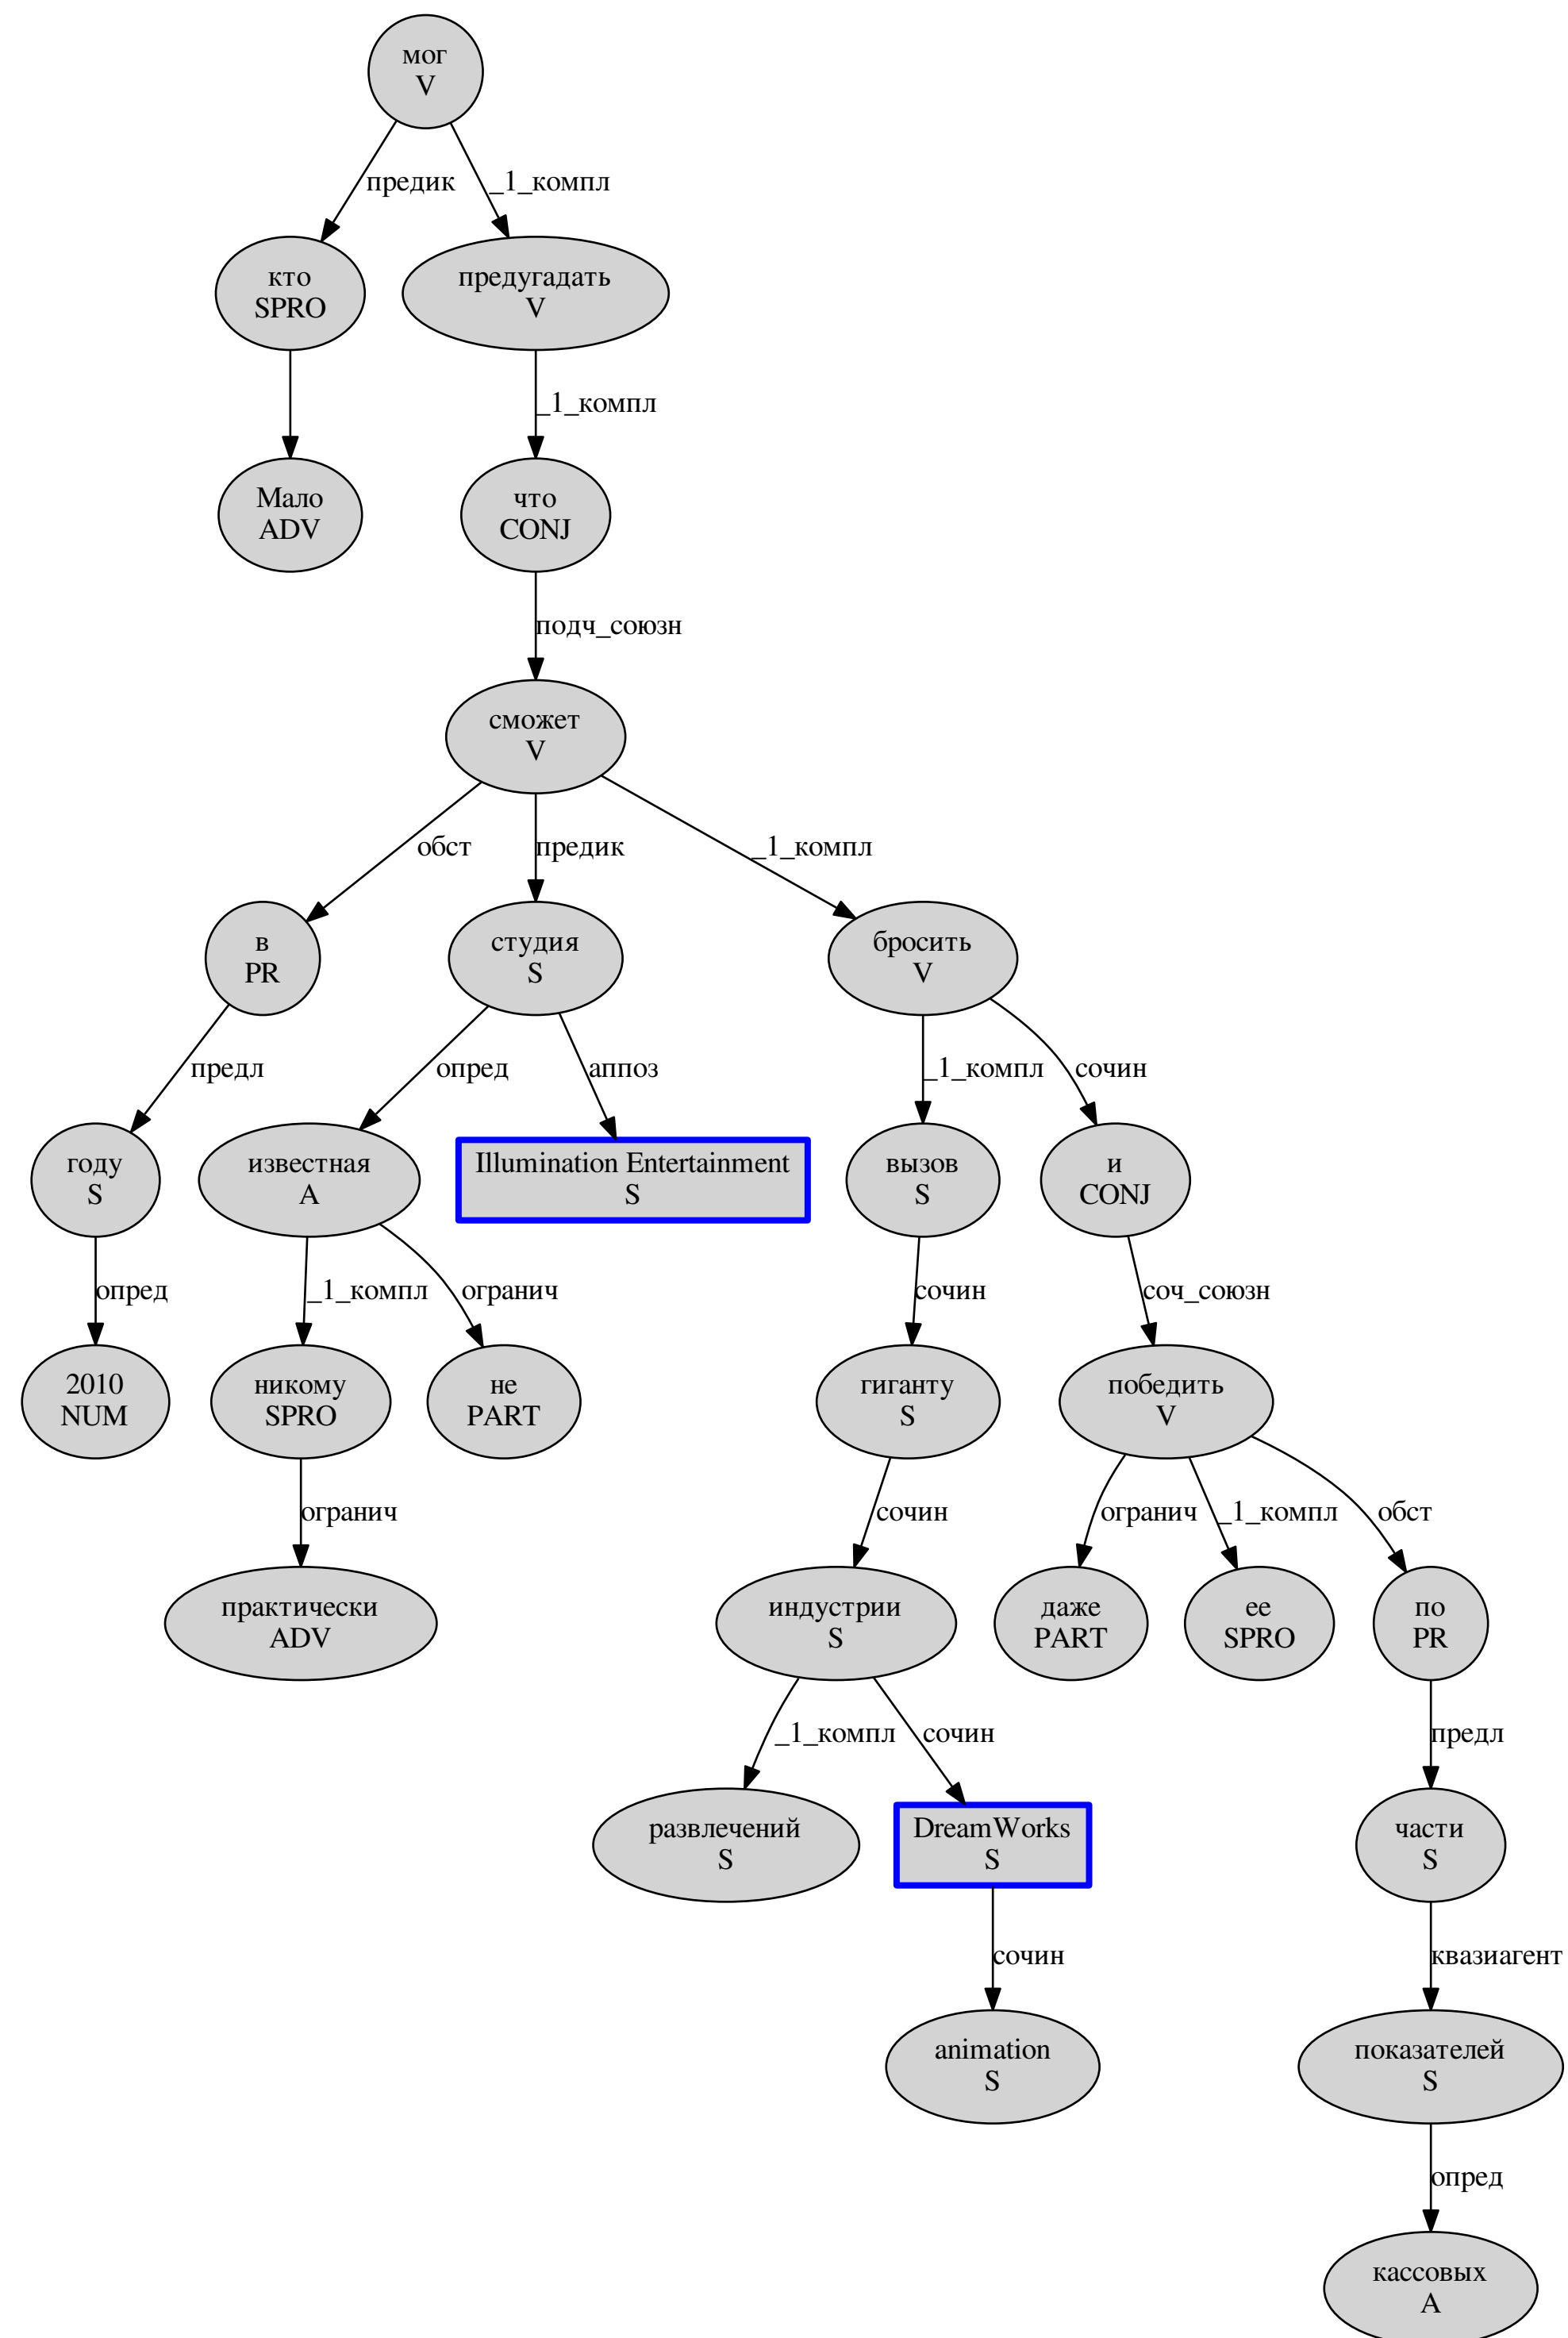 мог
V
предик
_1_компл
кто
SPRO
предугадать
V
_1_компл
Мало
ADV
что
CONJ
подч_союзн
сможет
V
обст
предик
_1_компл
в
PR
студия
S
бросить
V
предл
опред
аппоз
_1_компл
сочин
году
S
известная
A
Illumination Entertainment
S
вызов
S
и
CONJ
опред
_1_компл
огранич
сочин
соч_союзн
2010
NUM
никому
SPRO
не
PART
гиганту
S
победить
V
огранич
сочин
огранич
_1_компл
обст
практически
ADV
индустрии
S
даже
PART
ее
SPRO
по
PR
_1_компл
сочин
предл
развлечений
S
DreamWorks
S
части
S
сочин
квазиагент
animation
S
показателей
S
опред
кассовых
A